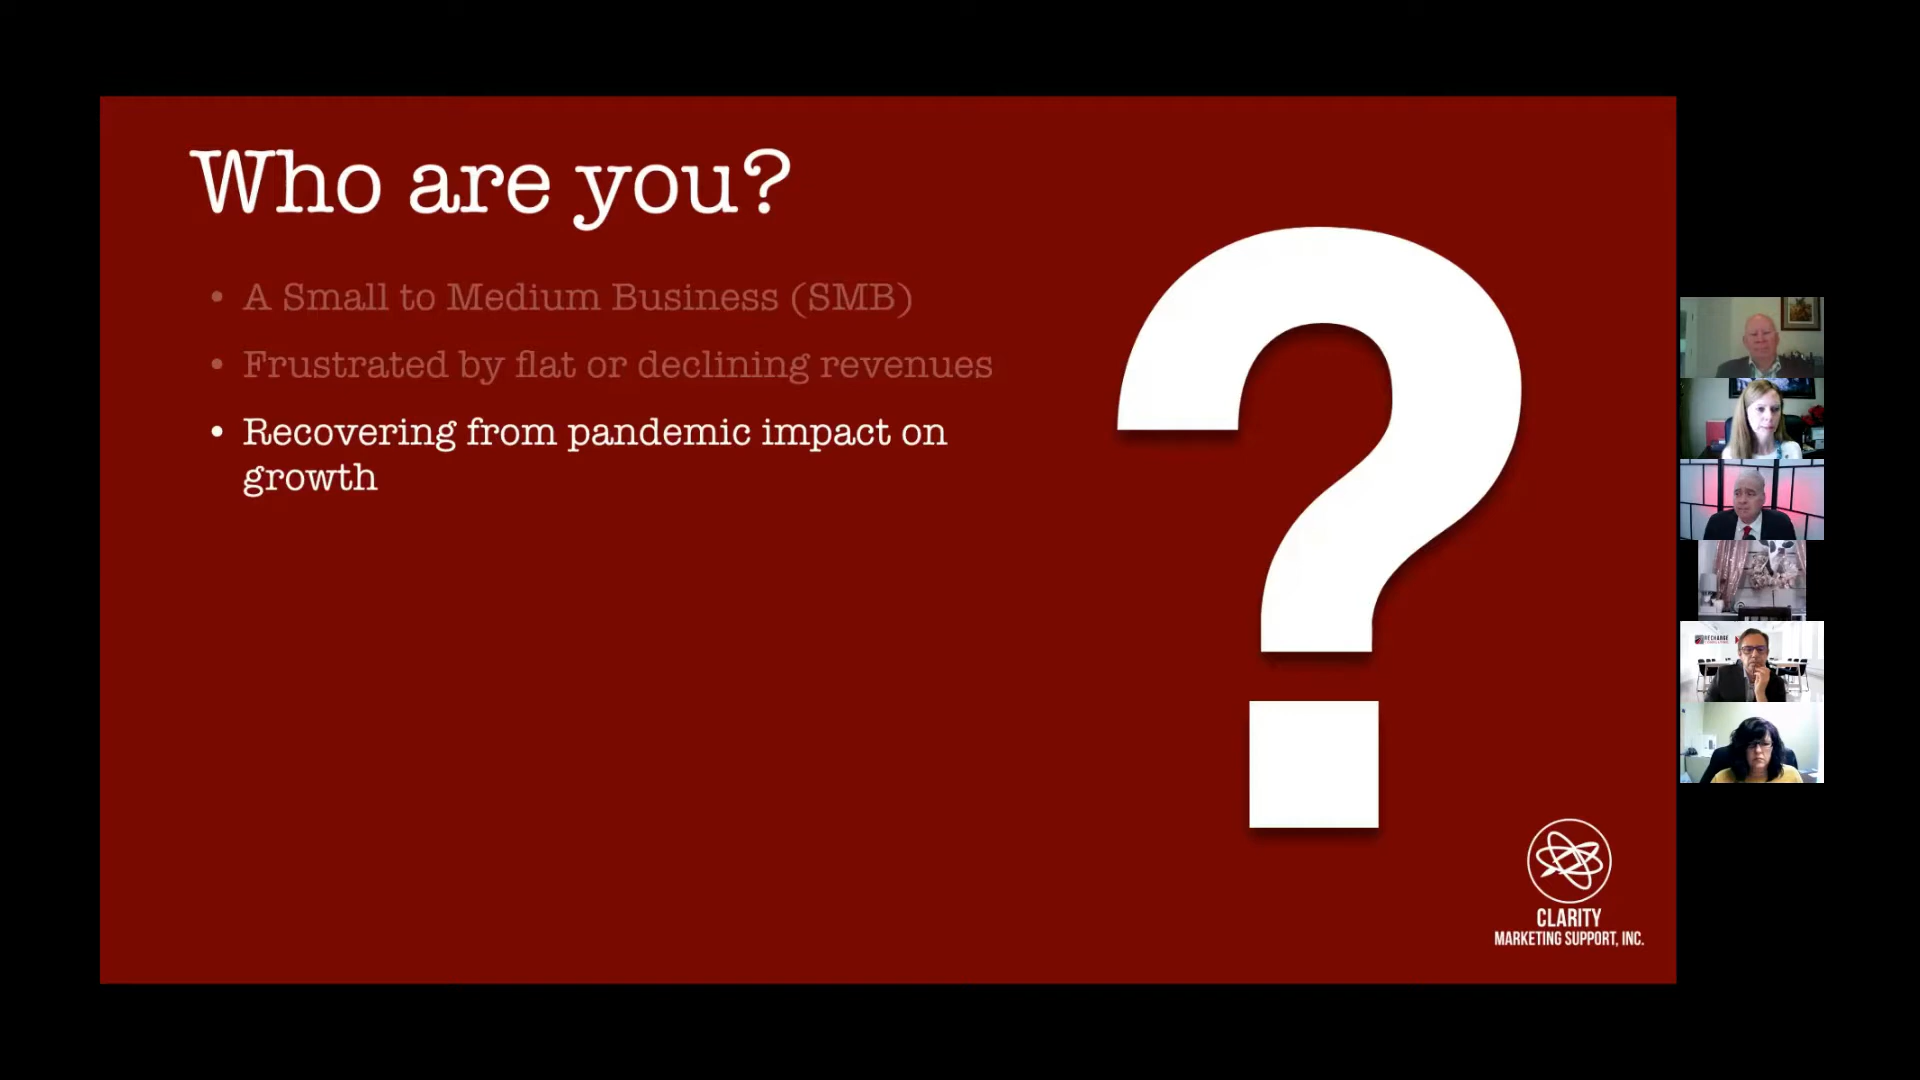 Who are you?
• A Small to Medium Business (SMB)
• Frustrated by flat or declining revenues
• Recovering from pandemic impact on
growth
?
CLARITY
MARKETING SUPPORT, INC.
RECHARGE